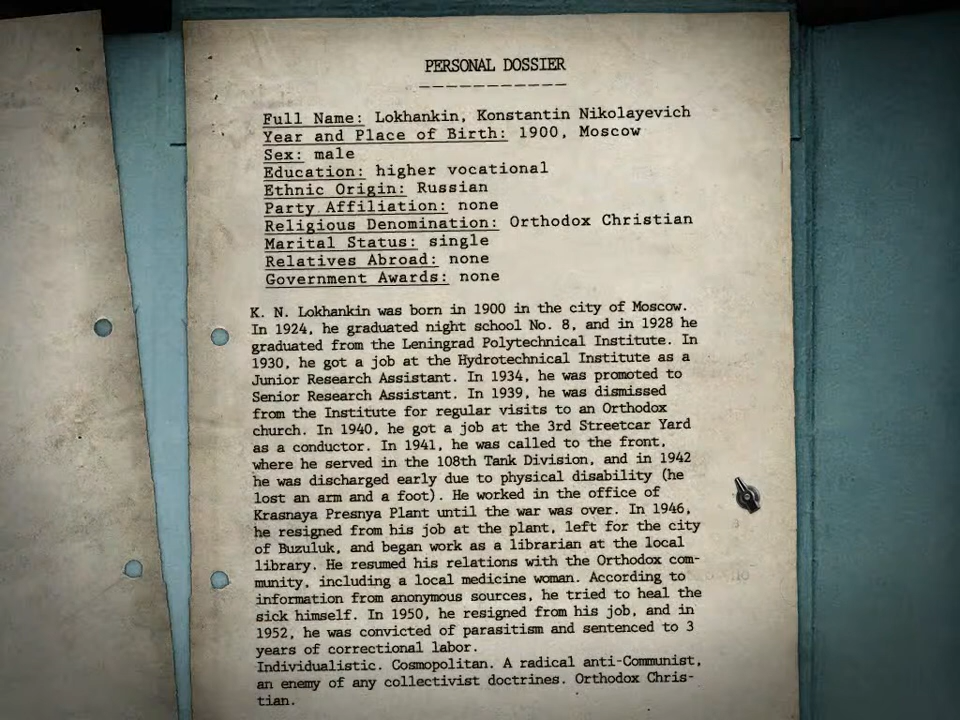 PERSONAL DOSSIER
Full Name: Lokhankin, Konstantin Nikolayevich
Year and Place of Birth: 1900, Moscow
Sex: male
Education: higher vocational
Ethnic Origin: Russian
Party Affiliation: none
Religious Denomination: Orthodox Christian
Marital Status: single
Relatives Abroad: none
Government Awards: none
K. N. Lokhankin was born in 1900 in the city of Moscow.
In 1924, he graduated night school No. 8, and in 1928 he
graduated from the Leningrad Polytechnical Institute. In
1930, he got a job at the Hydrotechnical Institute as a
Junior Research Assistant. In 1934, he was promoted to
Senior Research Assistant. In 1939, he was dismissed
from the Institute for regular visits to an Orthodox
church. In 1940, he got a job at the 3rd Streetcar Yard
as a conductor. In 1941, he was called to the front,
where he served in the 108th Tank Division, and in 1942
he was discharged early due to physical disability (he
lost an arm and a foot). He worked in the office of
Krasnaya Presnya Plant until the war was over. In 1946,
he resigned from his job at the plant, left for the city
of Buzuluk, and began work as a librarian at the local
library. He resumed his relations with the Orthodox com-
munity, including a local medicine woman. According to
information from anonymous sources, he tried to heal the
sick himself. In 1950, he resigned from his job, and in
1952, he was convicted of parasitism and sentenced to 3
years of correctional labor.
Individualistic. Cosmopolitan. A radical anti-Communist,
an enemy of any collectivist doctrines. Orthodox Chris-
tian.